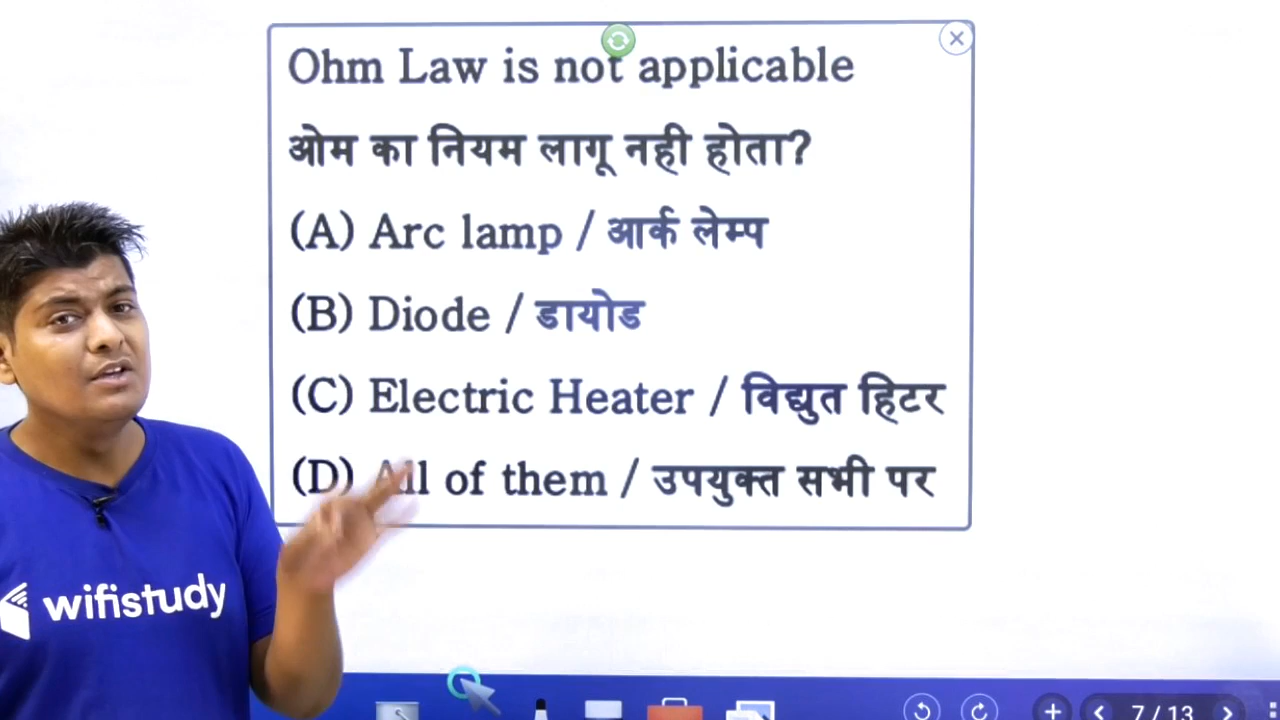 Ohm Law is not applicable
ओम का नियम लागू नही होता?
(A) Arc lamp / आर्क लेम्प
(B) Diode / डायोड
(C) Electric Heater / विद्युत हिटर
(D) All of them / उपयुक्त सभी पर
wifistudy
7 / 13